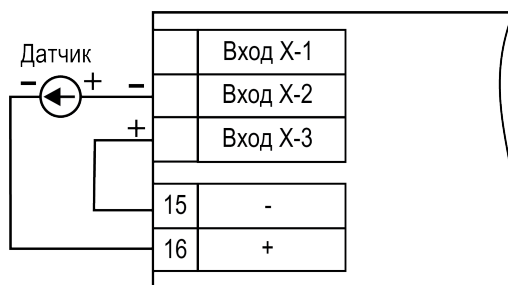 Датчик
- + -
Вход X-1
Вход X-2
+
Вход X-3
15 -
16 +